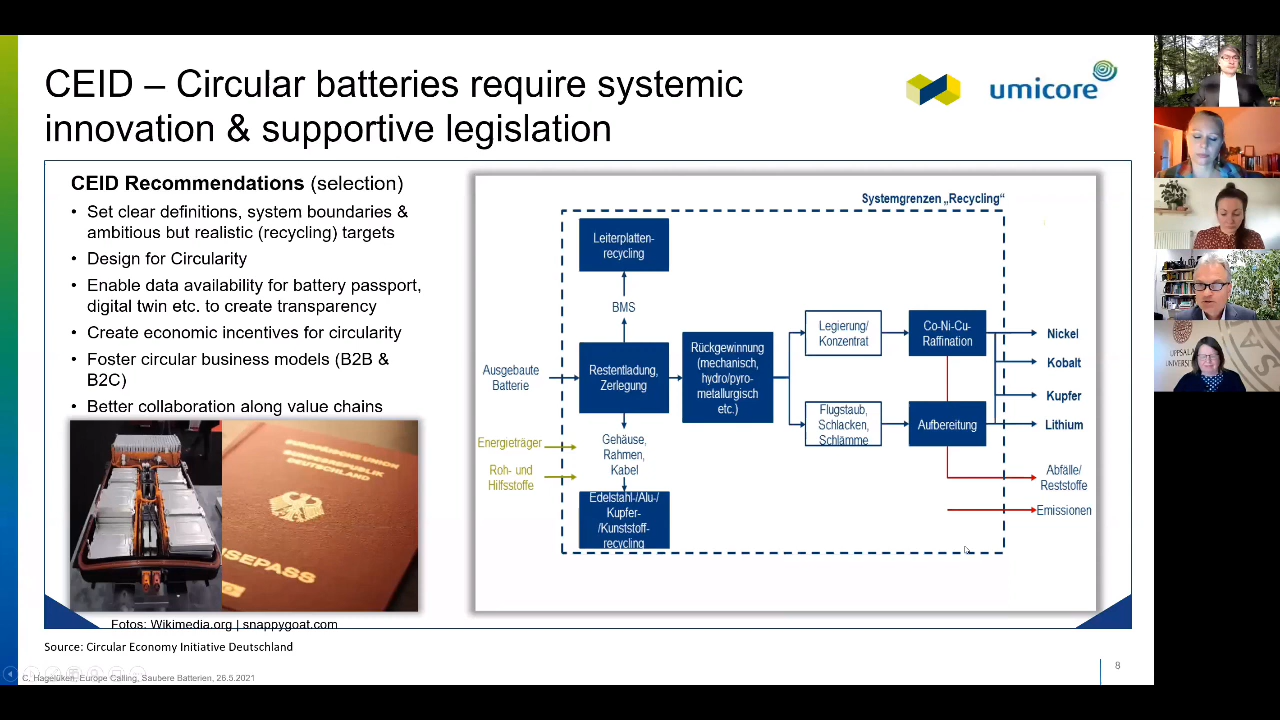 CEID – Circular batteries require systemic
innovation & supportive legislation
umicore
CEID Recommendations (selection)
• Set clear definitions, system boundaries &
ambitious but realistic (recycling) targets
• Design for Circularity
• Enable data availability for battery passport,
digital twin etc. to create transparency
• Create economic incentives for circularity
• Foster circular business models (B2B &
B2C)
• Better collaboration along value chains
EUROPÄISCHE UNION
BUNDESREPUBLIK
DEUTSCHLAND
SEPASS
Fotos: Wikimedia.org | snappygoat.com
Systemgrenzen „Recycling“
Leiterplatten-
recycling
BMS
Ausgebaute
Batterie
Restentladung,
Zerlegung
Rückgewinnung
(mechanisch,
hydro/pyro-
metallurgisch
etc.)
Legierung/
Konzentrat
Co-Ni-Cu-
Raffination
Flugstaub,
Schlacken,
Schlämme
Aufbereitung
Nickel
Kobalt
Kupfer
Lithium
Energieträger
Roh- und
Hilfsstoffe
Gehäuse,
Rahmen,
Kabel
Edelstahl-/Alu-/
Kupfer-
/Kunststoff-
recycling
Abfälle/
Reststoffe
Emissionen
Source: Circular Economy Initiative Deutschland
C. Hagelüken, Europe Calling, Saubere Batterien, 26.5.2021
8
UPPSALA